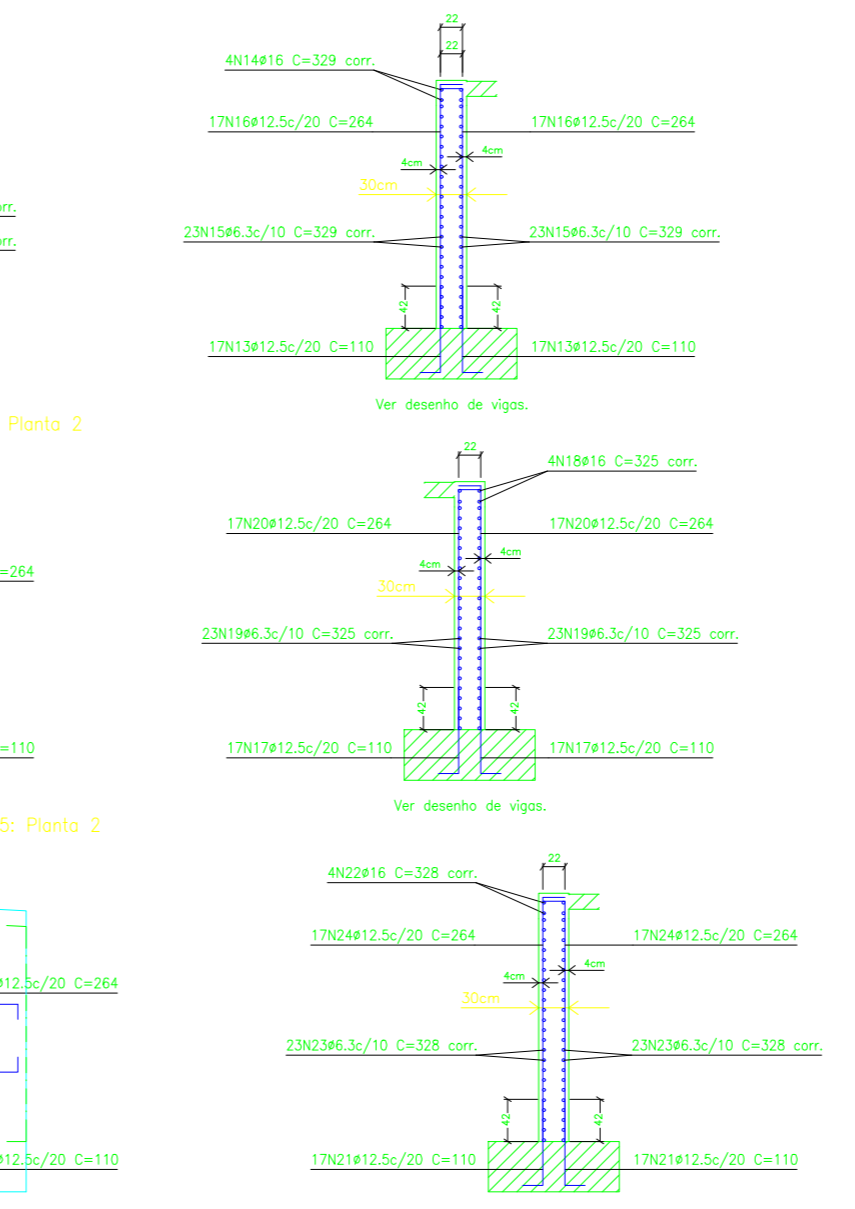 22
22
4N14ø16 C=329 corr.
17N16ø12.5c/20 C=264
17N16ø12.5c/20 C=264
4cm
4cm
30cm
orr.
23N15ø6.3c/10 C=329 corr.
23N15ø6.3c/10 C=329 corr.
orr.
42
42
17N13ø12.5c/20 C=110
17N13ø12.5c/20 C=110
Ver desenho de vigas.
Planta 2
22
4N18ø16 C=325 corr.
17N20ø12.5c/20 C=264
17N20ø12.5c/20 C=264
4cm
4cm
=264
30cm
23N19ø6.3c/10 C=325 corr.
23N19ø6.3c/10 C=325 corr.
42
42
=110
17N17ø12.5c/20 C=110
17N17ø12.5c/20 C=110
Ver desenho de vigas.
5: Planta 2
22
4N22ø16 C=328 corr.
17N24ø12.5c/20 C=264
17N24ø12.5c/20 C=264
4cm
4cm
ø12.5c/20 C=264
30cm
23N23ø6.3c/10 C=328 corr.
23N23ø6.3c/10 C=328 corr.
42
42
ø12.5c/20 C=110
17N21ø12.5c/20 C=110
17N21ø12.5c/20 C=110